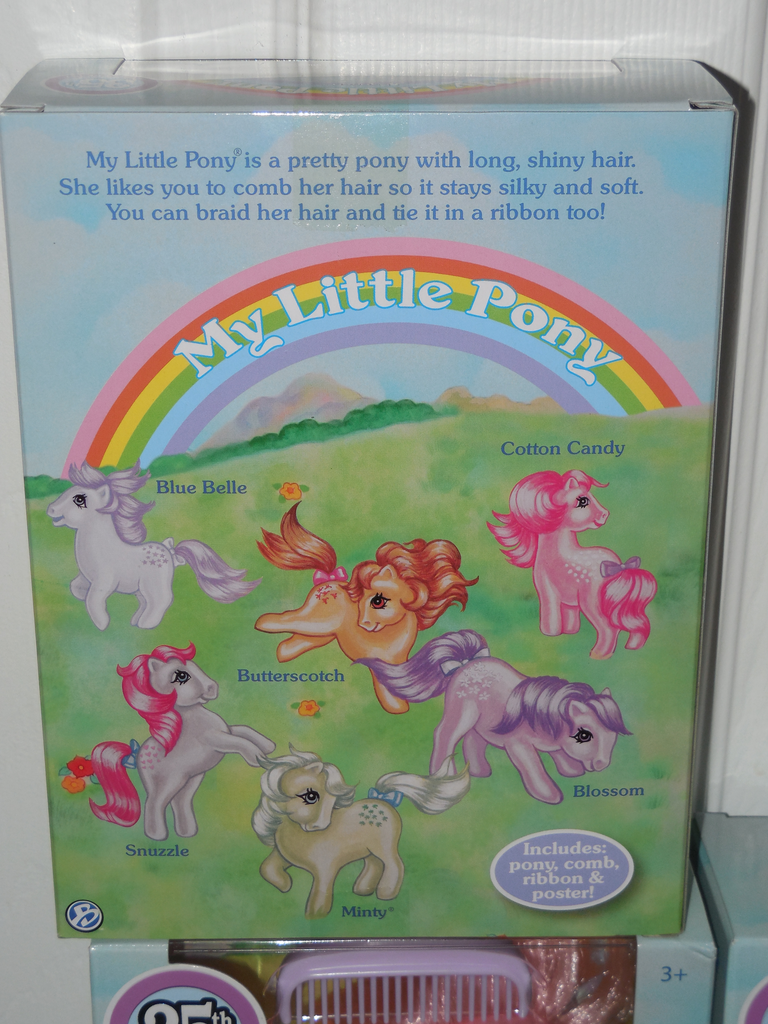 My Little Pony® is a pretty pony with long, shiny hair.
She likes you to comb her hair so it stays silky and soft.
You can braid her hair and tie it in a ribbon too!
My Little Pony
Cotton Candy
Blue Belle
Butterscotch
Blossom
Snuzzle
Minty®
Includes:
pony, comb,
ribbon &
poster!
3+
25th